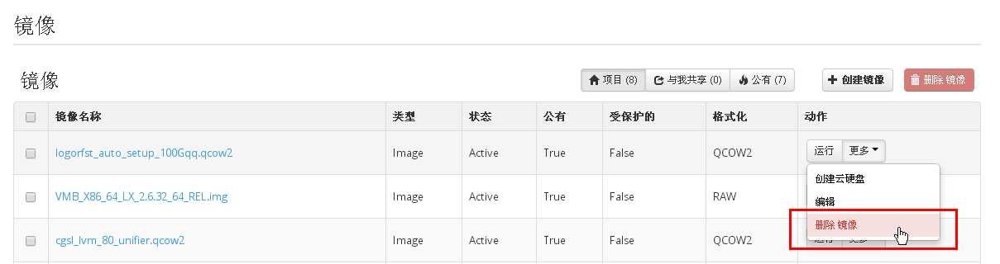 镜像
镜像
项目 (8) 与我共享 (0) 公有 (7) 创建镜像 删除 镜像
镜像名称 类型 状态 公有 受保护的 格式化 动作
logorfst_auto_setup_100Gqq.qcow2 Image Active True False QCOW2 运行 更多
创建云硬盘
VMB_X86_64_LX_2.6.32_64_REL.img Image Active True False RAW
编辑
删除 镜像
cgsl_lvm_80_unifier.qcow2 Image Active True False QCOW2 运行 更多